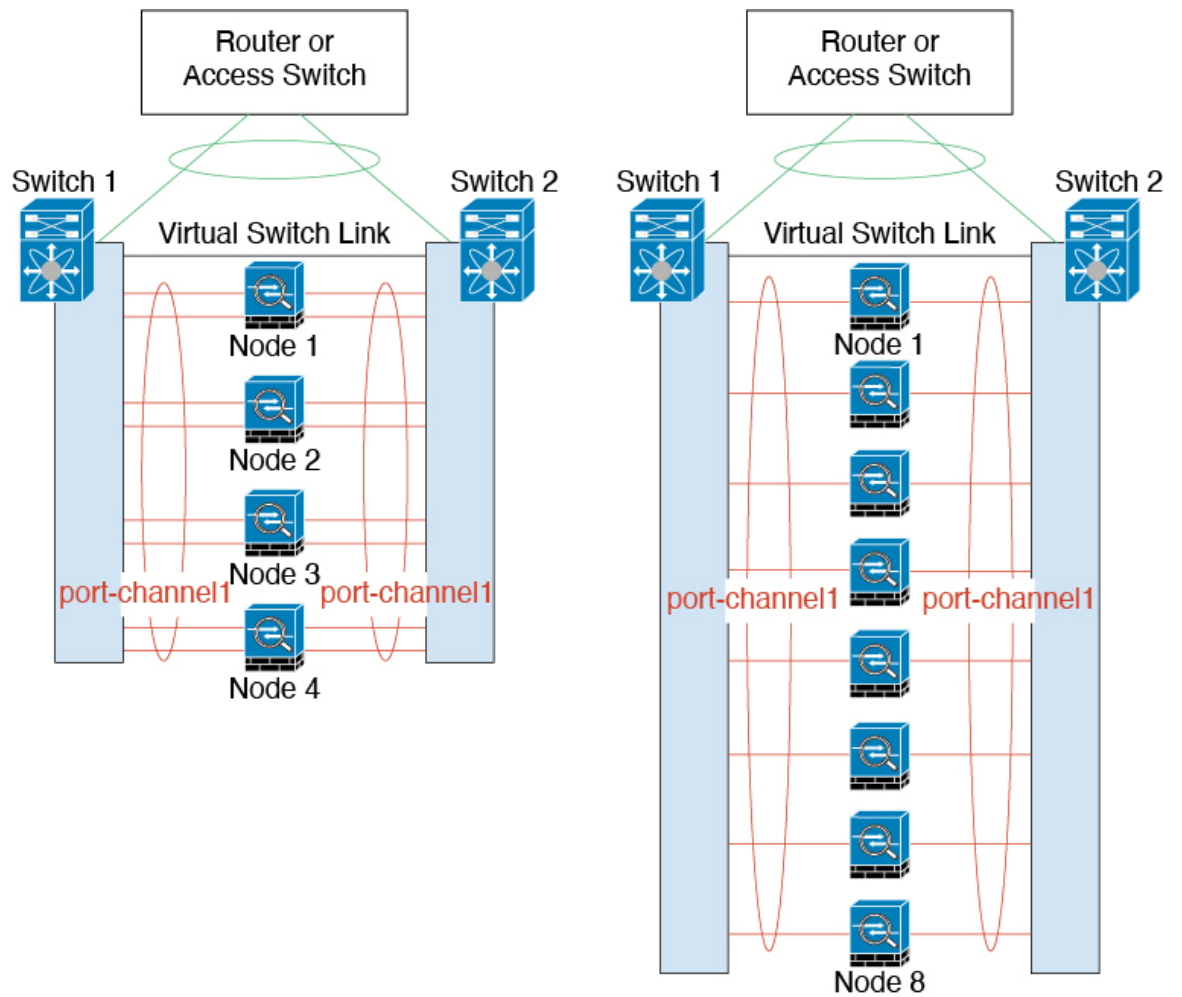 Router or
Access Switch
Switch 1
Switch 2
Virtual Switch Link
Node 1
Node 2
Node 3
port-channel1
port-channel1
Node 4
Router or
Access Switch
Switch 1
Switch 2
Virtual Switch Link
Node 1
port-channel1
port-channel1
Node 8